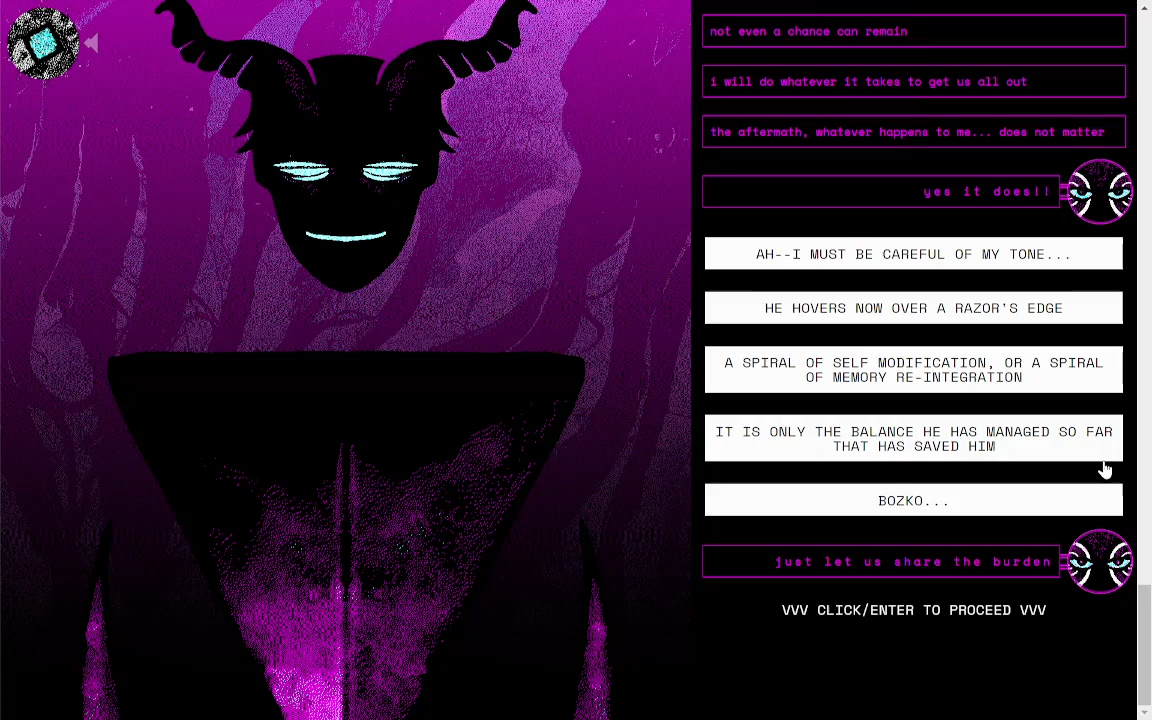 not even a chance can remain
i will do whatever it takes to get us all out
the aftermath, whatever happens to me... does not matter
yes it does!!
AH--I MUST BE CAREFUL OF MY TONE...
HE HOVERS NOW OVER A RAZOR'S EDGE
A SPIRAL OF SELF MODIFICATION, OR A SPIRAL
OF MEMORY RE-INTEGRATION
IT IS ONLY THE BALANCE HE HAS MANAGED SO FAR
THAT HAS SAVED HIM
BOZKO...
just let us share the burden
VVV CLICK/ENTER TO PROCEED VVV